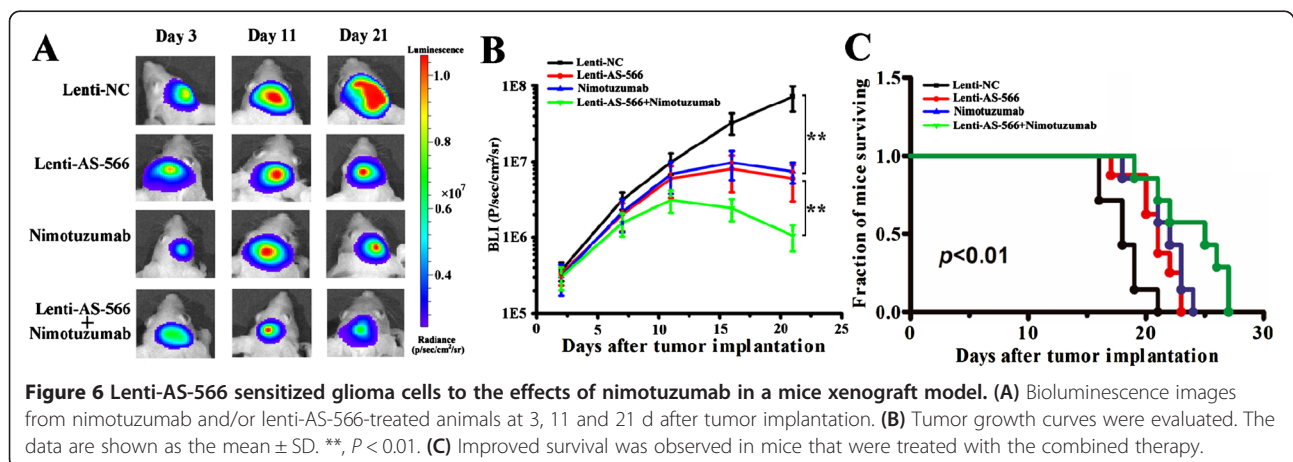 A
Day 3
Day 11
Day 21
Lenti-NC
Lenti-AS-566
Nimotuzumab
Lenti-AS-566
+
Nimotuzumab
Luminescence
1.0
0.8
×10⁷
0.6
0.4
Radiance
(p/sec/cm²/sr)
B
Lenti-NC
Lenti-AS-566
Nimotuzumab
Lenti-AS-566+Nimotuzumab
BLI (P/sec/cm²/sr)
1E8
1E7
1E6
1E5
**
**
0 5 10 15 20 25
Days after tumor implantation
C
Lenti-NC
Lenti-AS-566
Nimotuzumab
Lenti-AS-566+Nimotuzumab
Fraction of mice surviving
1.5
1.0
0.5
0.0
p<0.01
0 10 20 30
Days after tumor implantation
Figure 6 Lenti-AS-566 sensitized glioma cells to the effects of nimotuzumab in a mice xenograft model. (A) Bioluminescence images
from nimotuzumab and/or lenti-AS-566-treated animals at 3, 11 and 21 d after tumor implantation. (B) Tumor growth curves were evaluated. The
data are shown as the mean ± SD. **, P < 0.01. (C) Improved survival was observed in mice that were treated with the combined therapy.